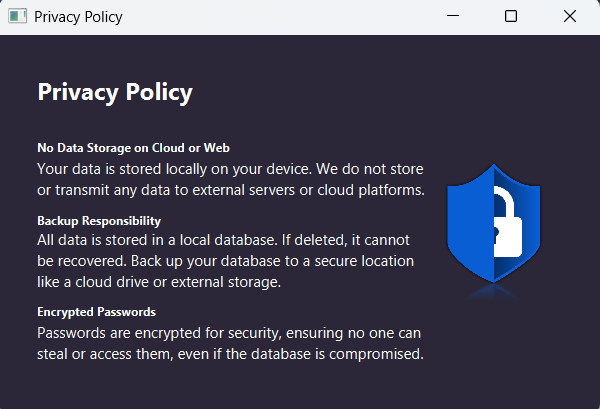 Privacy Policy
Privacy Policy
No Data Storage on Cloud or Web
Your data is stored locally on your device. We do not store
or transmit any data to external servers or cloud platforms.
Backup Responsibility
All data is stored in a local database. If deleted, it cannot
be recovered. Back up your database to a secure location
like a cloud drive or external storage.
Encrypted Passwords
Passwords are encrypted for security, ensuring no one can
steal or access them, even if the database is compromised.